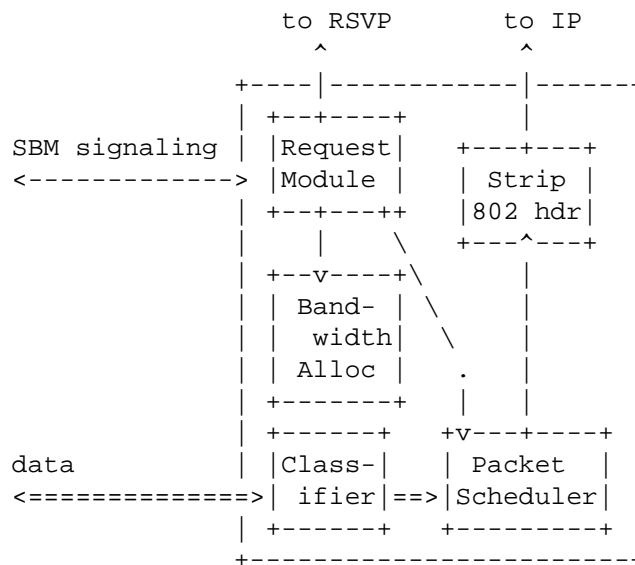 to RSVP to IP
SBM signaling Request
Module Strip
802 hdr
Band-
width
Alloc
data Class- Packet
ifier Scheduler